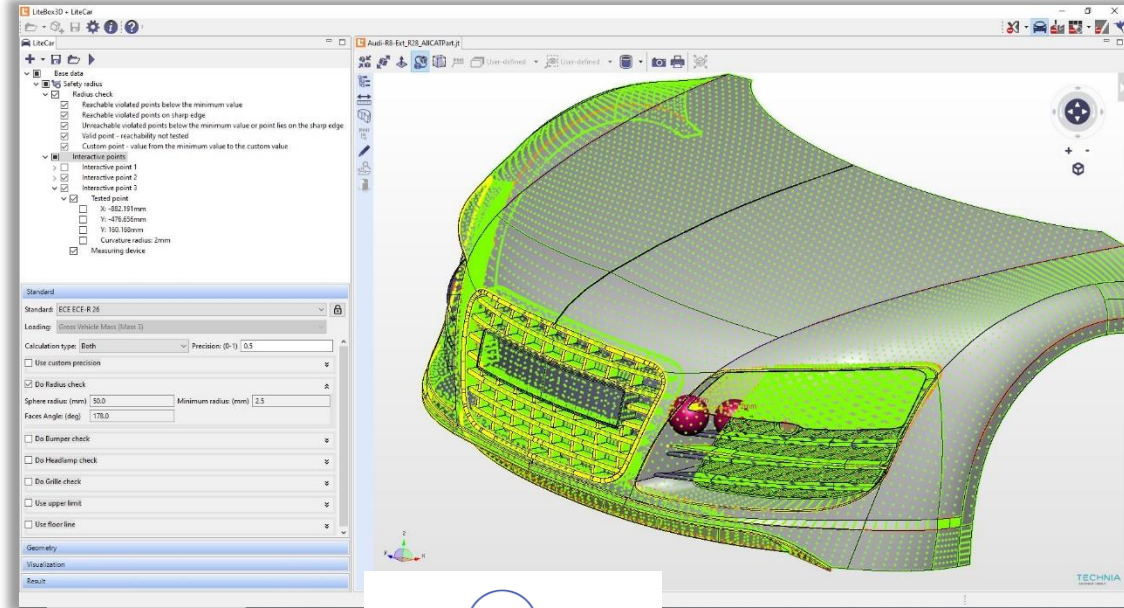 LiteBox3D + LiteCar
LiteCar
Audi-R8-Ext_R28_AllCATPart.jt
User-defined
User-defined
Base data
Safety radius
Radius check
Reachable violated points below the minimum value
Reachable violated points on sharp edge
Unreachable violated points below the minimum value or point lies on the sharp edge
Valid point - reachability not tested
Custom point - value from the minimum value to the custom value
Interactive points
Interactive point 1
Interactive point 2
Interactive point 3
Tested point
X: -882.191mm
Y: -476.656mm
Y: 160.168mm
Curvature radius: 2mm
Measuring device
Standard
Standard: ECE ECE-R 26
Loading: Gross Vehicle Mass (Mass 3)
Calculation type: Both Precision: (0-1) 0.5
Use custom precision
Do Radius check
Sphere radius: (mm) 50.0 Minimum radius: (mm) 2.5
Faces Angle: (deg) 178.0
Do Bumper check
Do Headlamp check
Do Grille check
Use upper limit
Use floor line
Geometry
Visualization
Result
TECHNIA